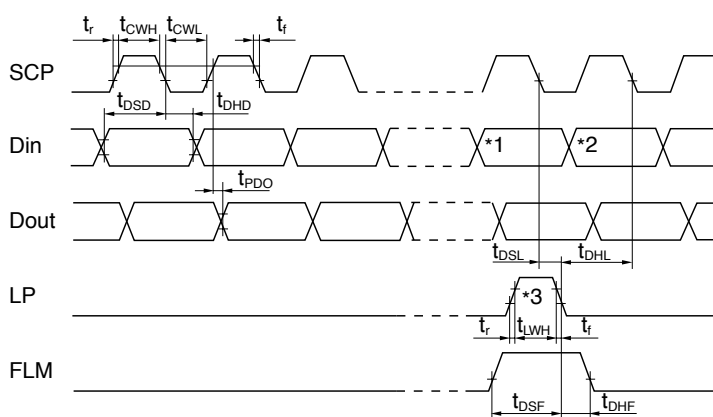 tr tCWH tCWL tf
SCP
tDSD tDHD
Din *1 *2
tPDO
Dout
tDSL tDHL
LP *3
tr tLWH tf
FLM
tDSF tDHF